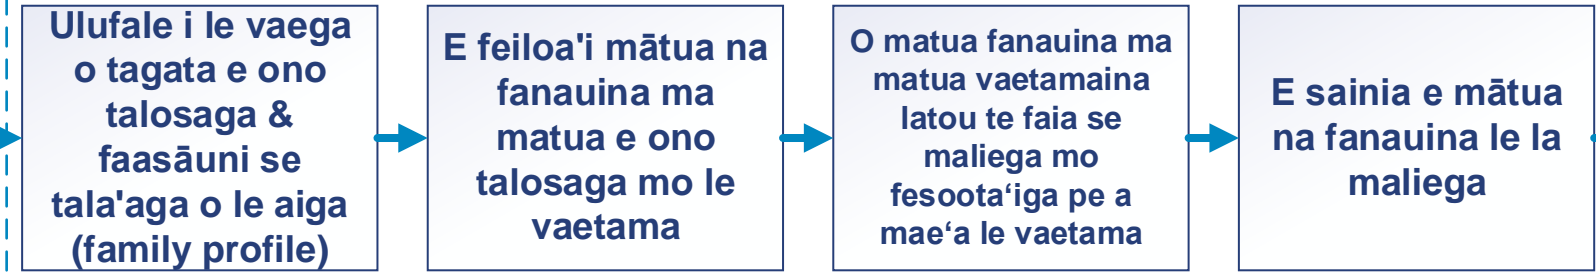 Ulufale i le vaega
o tagata e ono
talosaga &
faasāuni se
tala'aga o le aiga
(family profile)
E feiloa'i mātua na
fanauina ma
matua e ono
talosaga mo le
vaetama
O matua fanauina ma
matua vaetamaina
latou te faia se
maliega mo
fesoota‘iga pe a
mae‘a le vaetama
E sainia e mātua
na fanauina le la
maliega